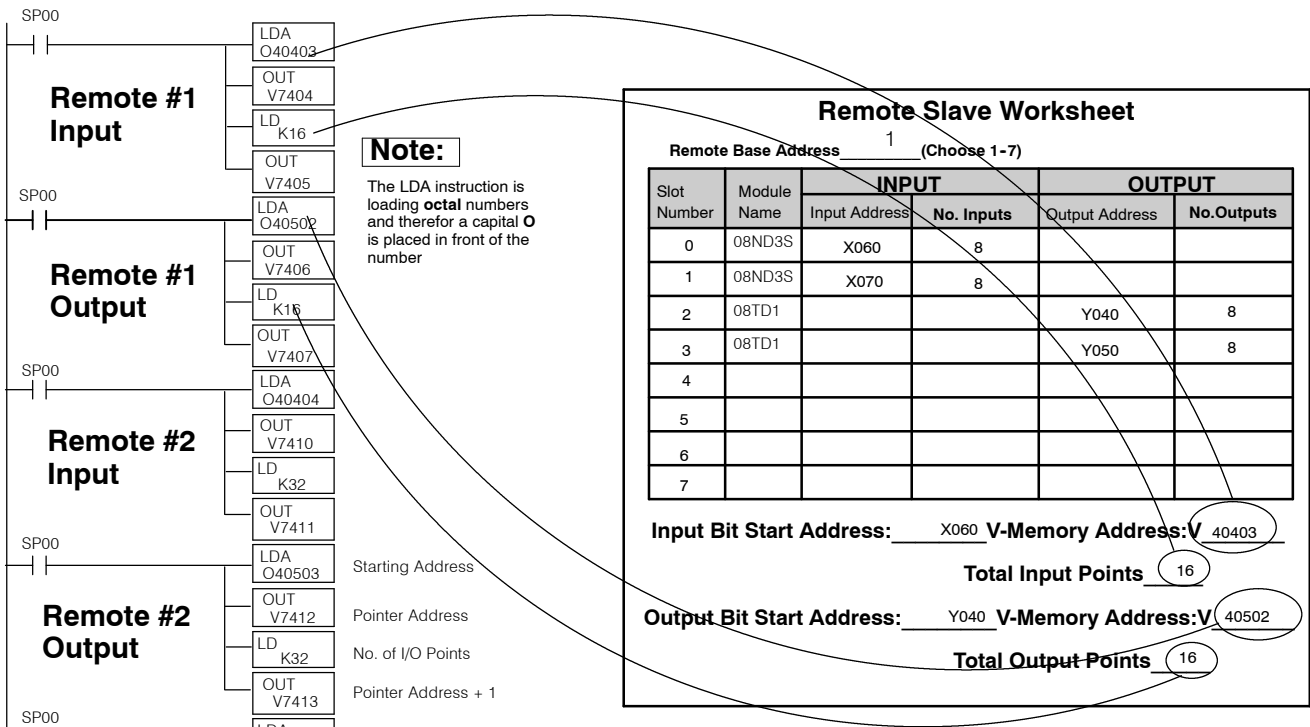 SP00
LDA
O40403
OUT
V7404
Remote #1
Input
LD
K16
OUT
V7405
SP00
LDA
O40502
OUT
V7406
Remote #1
Output
LD
K16
OUT
V7407
SP00
LDA
O40404
OUT
V7410
Remote #2
Input
LD
K32
OUT
V7411
SP00
LDA
O40503
Starting Address
OUT
V7412
Pointer Address
Remote #2
Output
LD
K32
No. of I/O Points
OUT
V7413
Pointer Address + 1
SP00
LDA
Note:
The LDA instruction is
loading octal numbers
and therefor a capital O
is placed in front of the
number
Remote Slave Worksheet
Remote Base Address 1 (Choose 1-7)
Slot Number Module Name INPUT OUTPUT
Input Address No. Inputs Output Address No.Outputs
0 08ND3S X060 8
1 08ND3S X070 8
2 08TD1 Y040 8
3 08TD1 Y050 8
4
5
6
7
Input Bit Start Address: X060 V-Memory Address:V 40403
Total Input Points 16
Output Bit Start Address: Y040 V-Memory Address:V 40502
Total Output Points 16